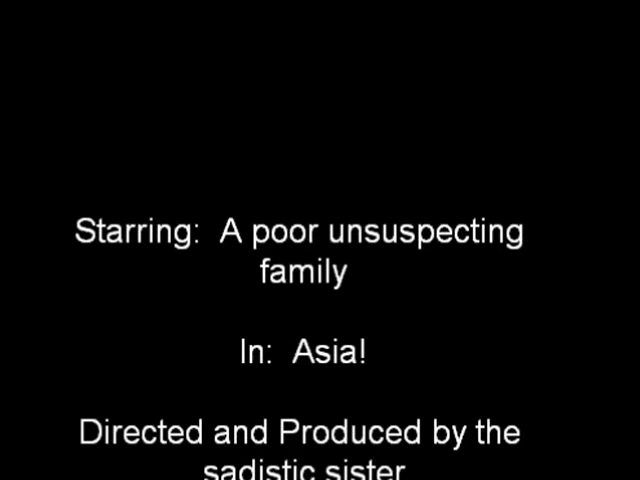 Starring:  A poor unsuspecting
family
In:  Asia!
Directed and Produced by the
sadistic sister